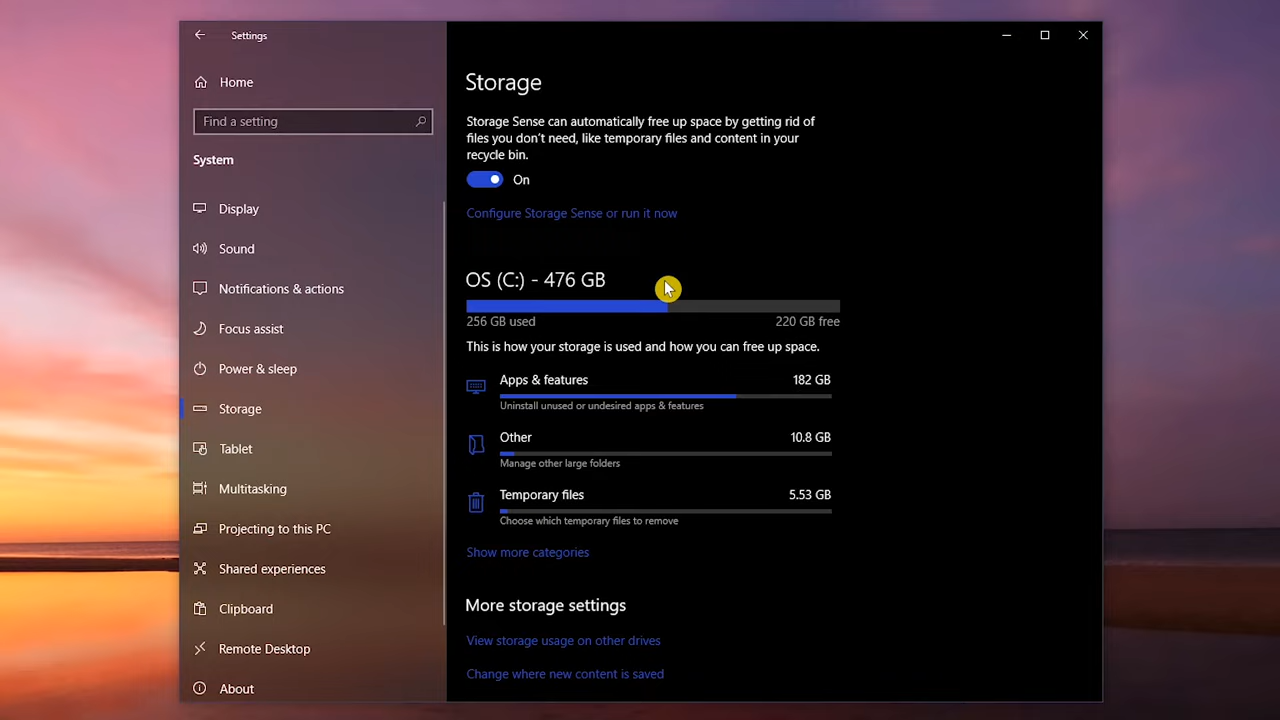 Settings
Home
Find a setting
System
Display
Sound
Notifications & actions
Focus assist
Power & sleep
Storage
Tablet
Multitasking
Projecting to this PC
Shared experiences
Clipboard
Remote Desktop
About
Storage
Storage Sense can automatically free up space by getting rid of
files you don't need, like temporary files and content in your
recycle bin.
On
Configure Storage Sense or run it now
OS (C:) - 476 GB
256 GB used 220 GB free
This is how your storage is used and how you can free up space.
Apps & features 182 GB
Uninstall unused or undesired apps & features
Other 10.8 GB
Manage other large folders
Temporary files 5.53 GB
Choose which temporary files to remove
Show more categories
More storage settings
View storage usage on other drives
Change where new content is saved